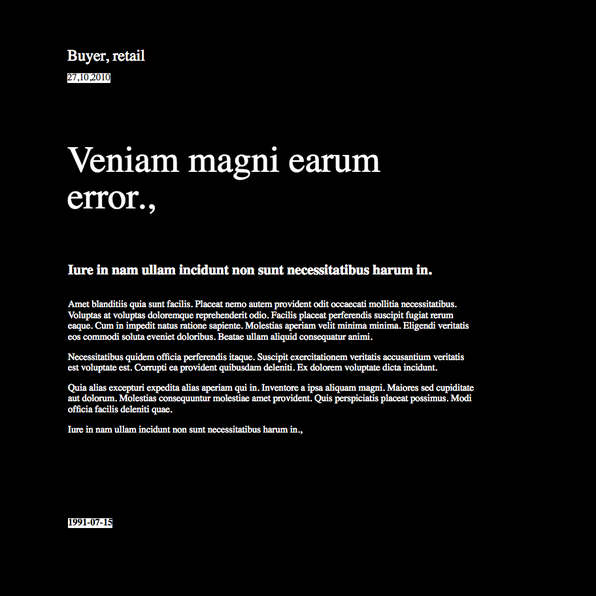 Buyer, retail
27,10,2010
Veniam magni earum
error.,
Iure in nam ullam incidunt non sunt necessitatibus harum in.
Amet blanditiis quia sunt facilis. Placeat nemo autem provident odit occaecati mollitia necessitatibus.
Voluptas at voluptas doloremque reprehenderit odio. Facilis placeat perferendis suscipit fugiat rerum
eaque. Cum in impedit natus ratione sapiente. Molestias aperiam velit minima minima. Eligendi veritatis
eos commodi soluta eveniet doloribus. Beatae ullam aliquid consequatur animi.
Necessitatibus quidem officia perferendis itaque. Suscipit exercitationem veritatis accusantium veritatis
est voluptate est. Corrupti ea provident quibusdam deleniti. Ex dolorem voluptate dicta incidunt.
Quia alias excepturi expedita alias aperiam qui in. Inventore a ipsa aliquam magni. Maiores sed cupiditate
aut dolorum. Molestias consequuntur molestiae amet provident. Quis perspiciatis placeat possimus. Modi
officia facilis deleniti quae.
Iure in nam ullam incidunt non sunt necessitatibus harum in.,
1991-07-15